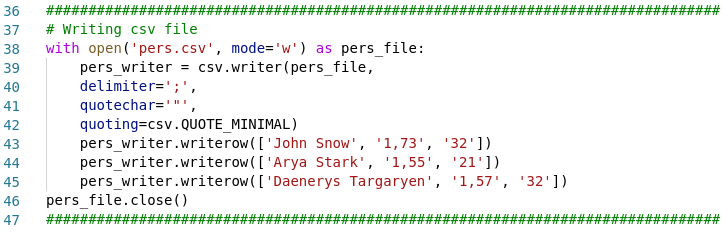 36 ################################################################################
37 # Writing csv file
38 with open('pers.csv', mode='w') as pers_file:
39     pers_writer = csv.writer(pers_file,
40     delimiter=';',
41     quotechar='"',
42     quoting=csv.QUOTE_MINIMAL)
43     pers_writer.writerow(['John Snow', '1,73', '32'])
44     pers_writer.writerow(['Arya Stark', '1,55', '21'])
45     pers_writer.writerow(['Daenerys Targaryen', '1,57', '32'])
46 pers_file.close()
47 ################################################################################